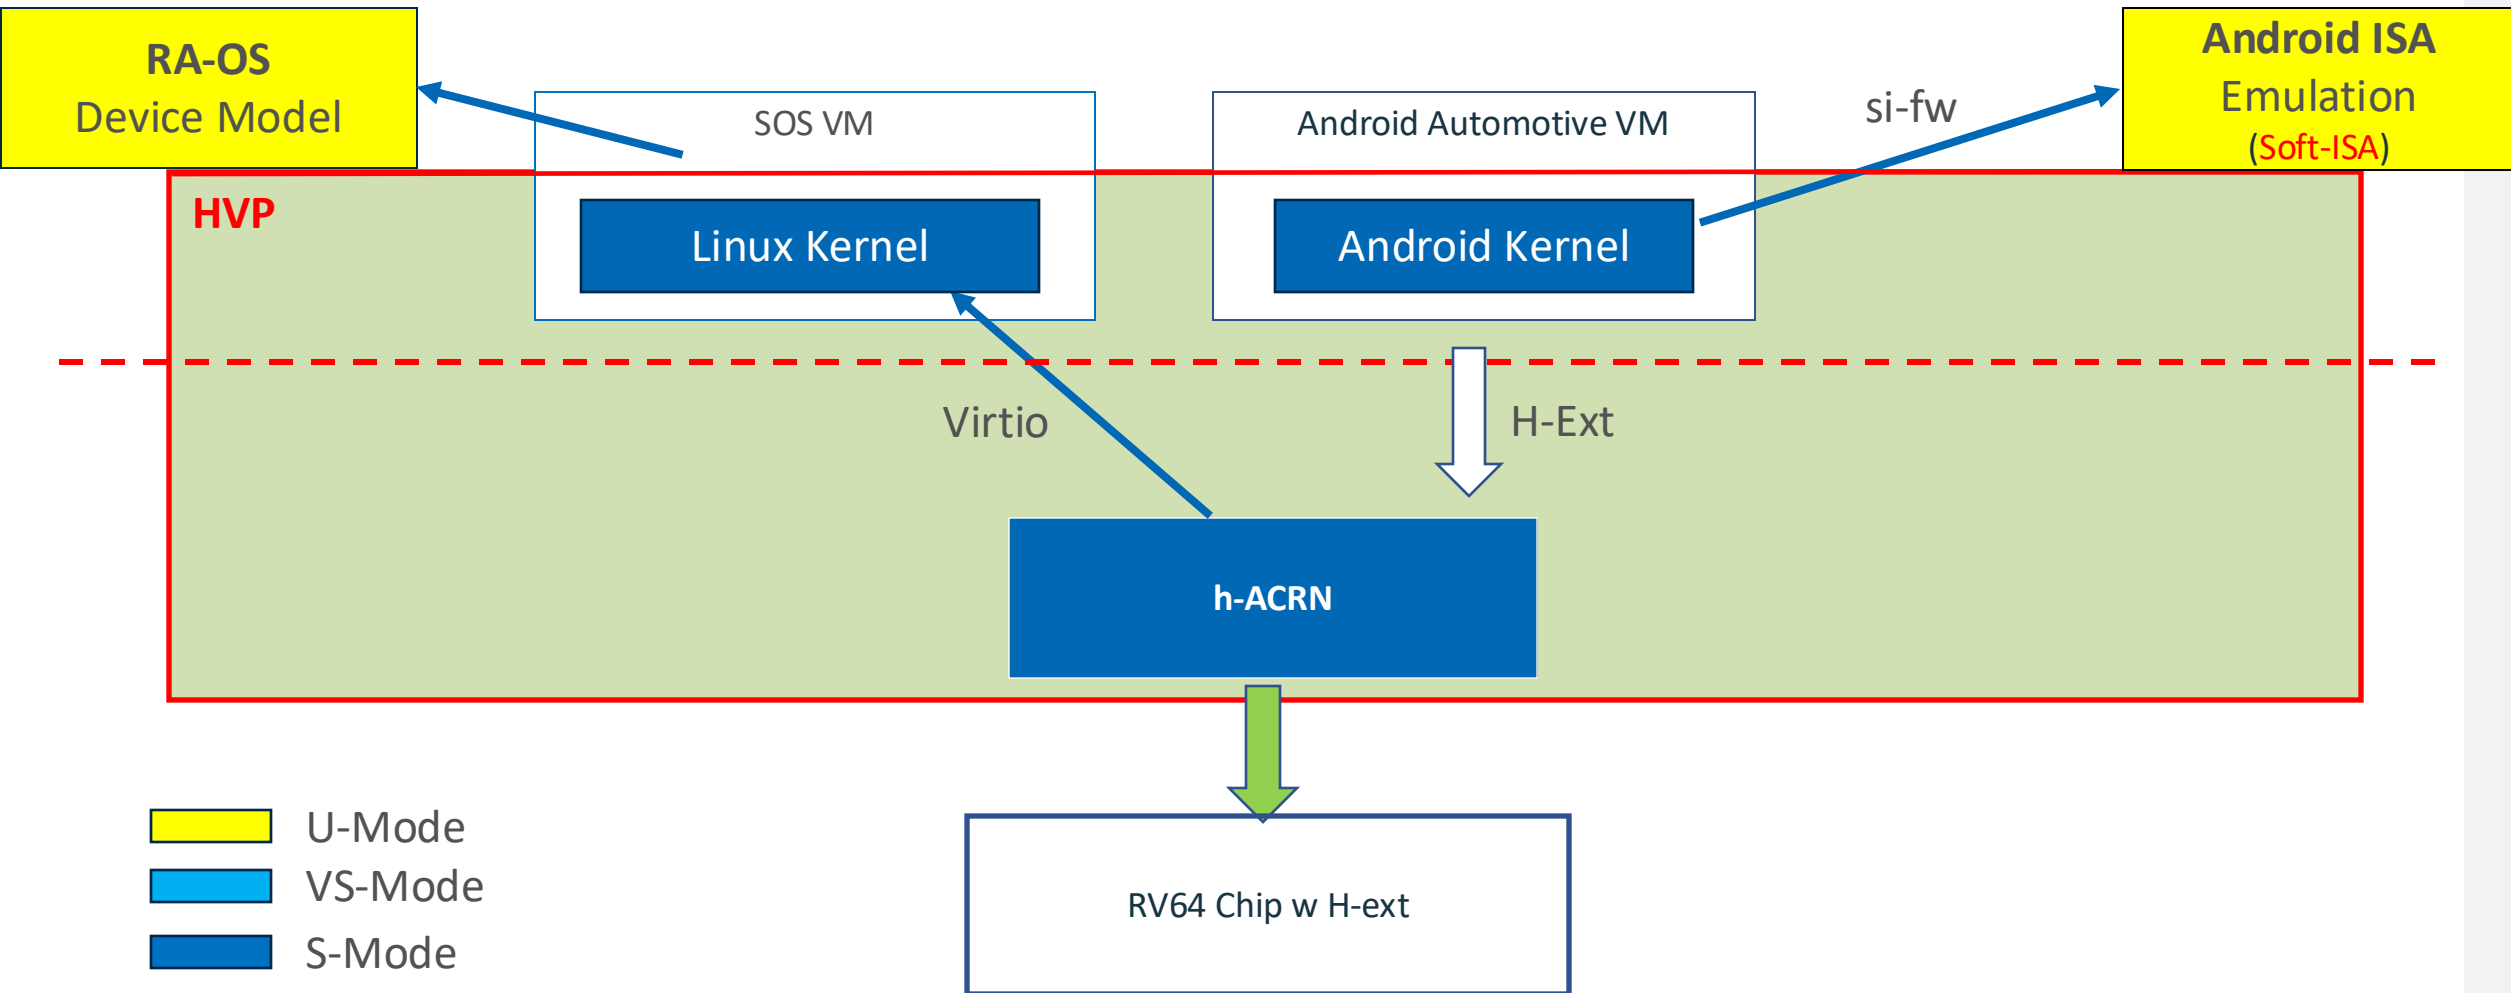 RA-OS
Device Model
SOS VM
Android Automotive VM
si-fw
Android ISA
Emulation
(Soft-ISA)
HVP
Linux Kernel
Android Kernel
Virtio
H-Ext
h-ACRN
RV64 Chip w H-ext
U-Mode
VS-Mode
S-Mode